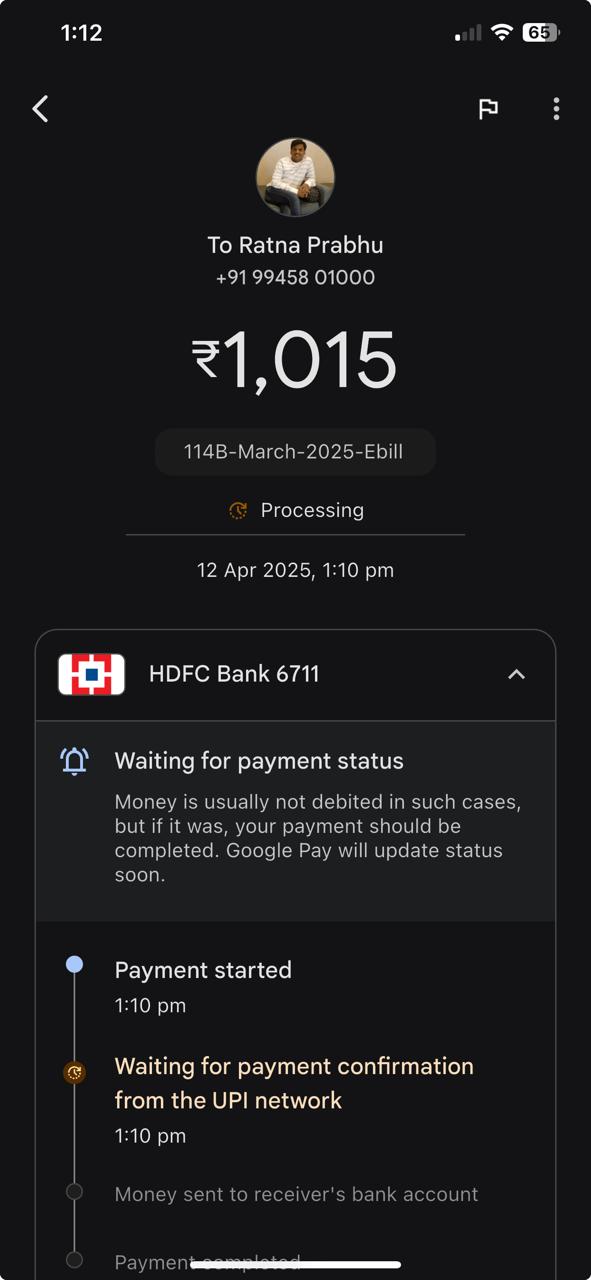 1:12
65
To Ratna Prabhu
+91 99458 01000
₹1,015
114B-March-2025-Ebill
Processing
12 Apr 2025, 1:10 pm
HDFC Bank 6711
Waiting for payment status
Money is usually not debited in such cases,
but if it was, your payment should be
completed. Google Pay will update status
soon.
Payment started
1:10 pm
Waiting for payment confirmation
from the UPI network
1:10 pm
Money sent to receiver's bank account
Payment completed